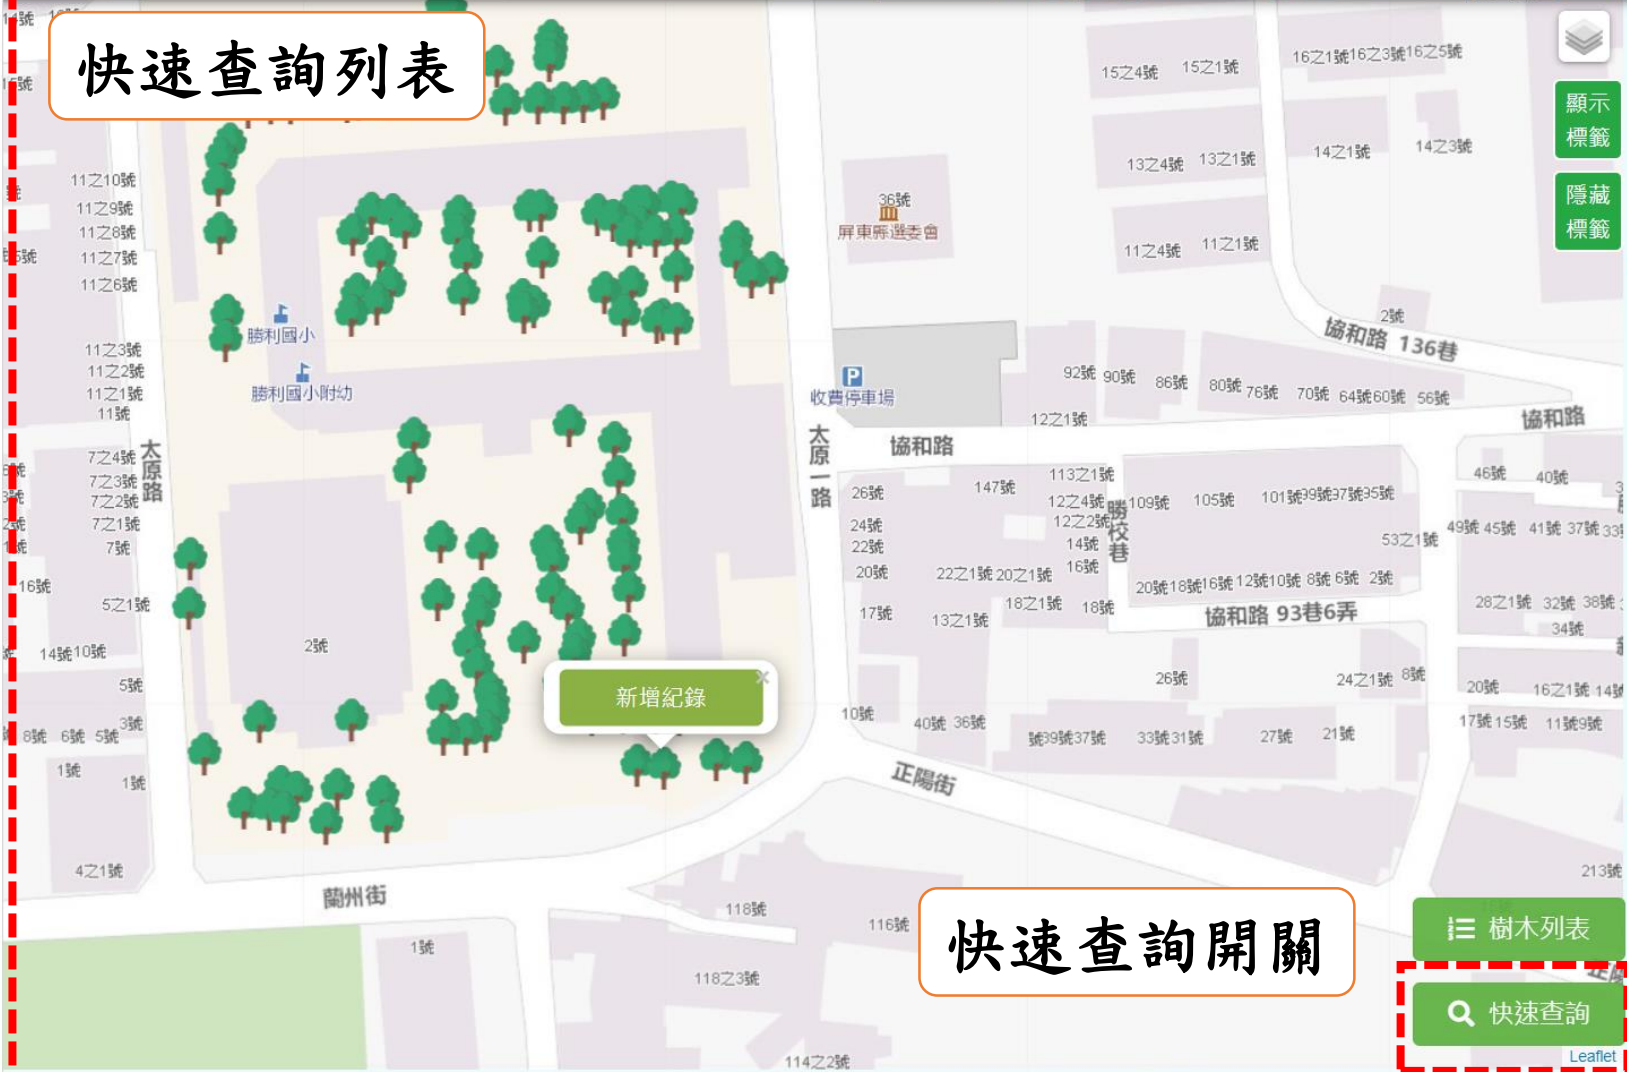 快速查詢列表
顯示
標籤
隱藏
標籤
15之4號
15之1號
16之1號
16之3號
16之5號
13之4號
13之1號
14之1號
14之3號
11之4號
11之1號
36號
屏東縣選委會
11之10號
11之9號
11之8號
11之7號
11之6號
勝利國小
勝利國小附幼
11之3號
11之2號
11之1號
11號
太原路
7之4號
7之3號
7之2號
7之1號
7號
16號
5之1號
14號
10號
5號
3號
8號
6號
5號
1號
1號
4之1號
2號
2號
協和路 136巷
收費停車場
太原一路
92號
90號
86號
80號
76號
70號
64號
60號
56號
12之1號
協和路
協和路
26號
147號
113之1號
12之4號
12之2號
14號
16號
18號
勝校巷
109號
105號
101號
99號
97號
95號
46號
40號
24號
22號
20號
22之1號
20之1號
18之1號
17號
13之1號
53之1號
49號
45號
41號
37號
20號
18號
16號
12號
10號
8號
6號
2號
協和路 93巷6弄
28之1號
32號
38號
34號
26號
24之1號
8號
20號
16之1號
10號
40號
36號
39號
37號
33號
31號
27號
21號
17號
15號
11號
9號
新增紀錄
×
正陽街
蘭州街
1號
118號
116號
118之3號
114之2號
213號
快速查詢開關
樹木列表
快速查詢
Leaflet